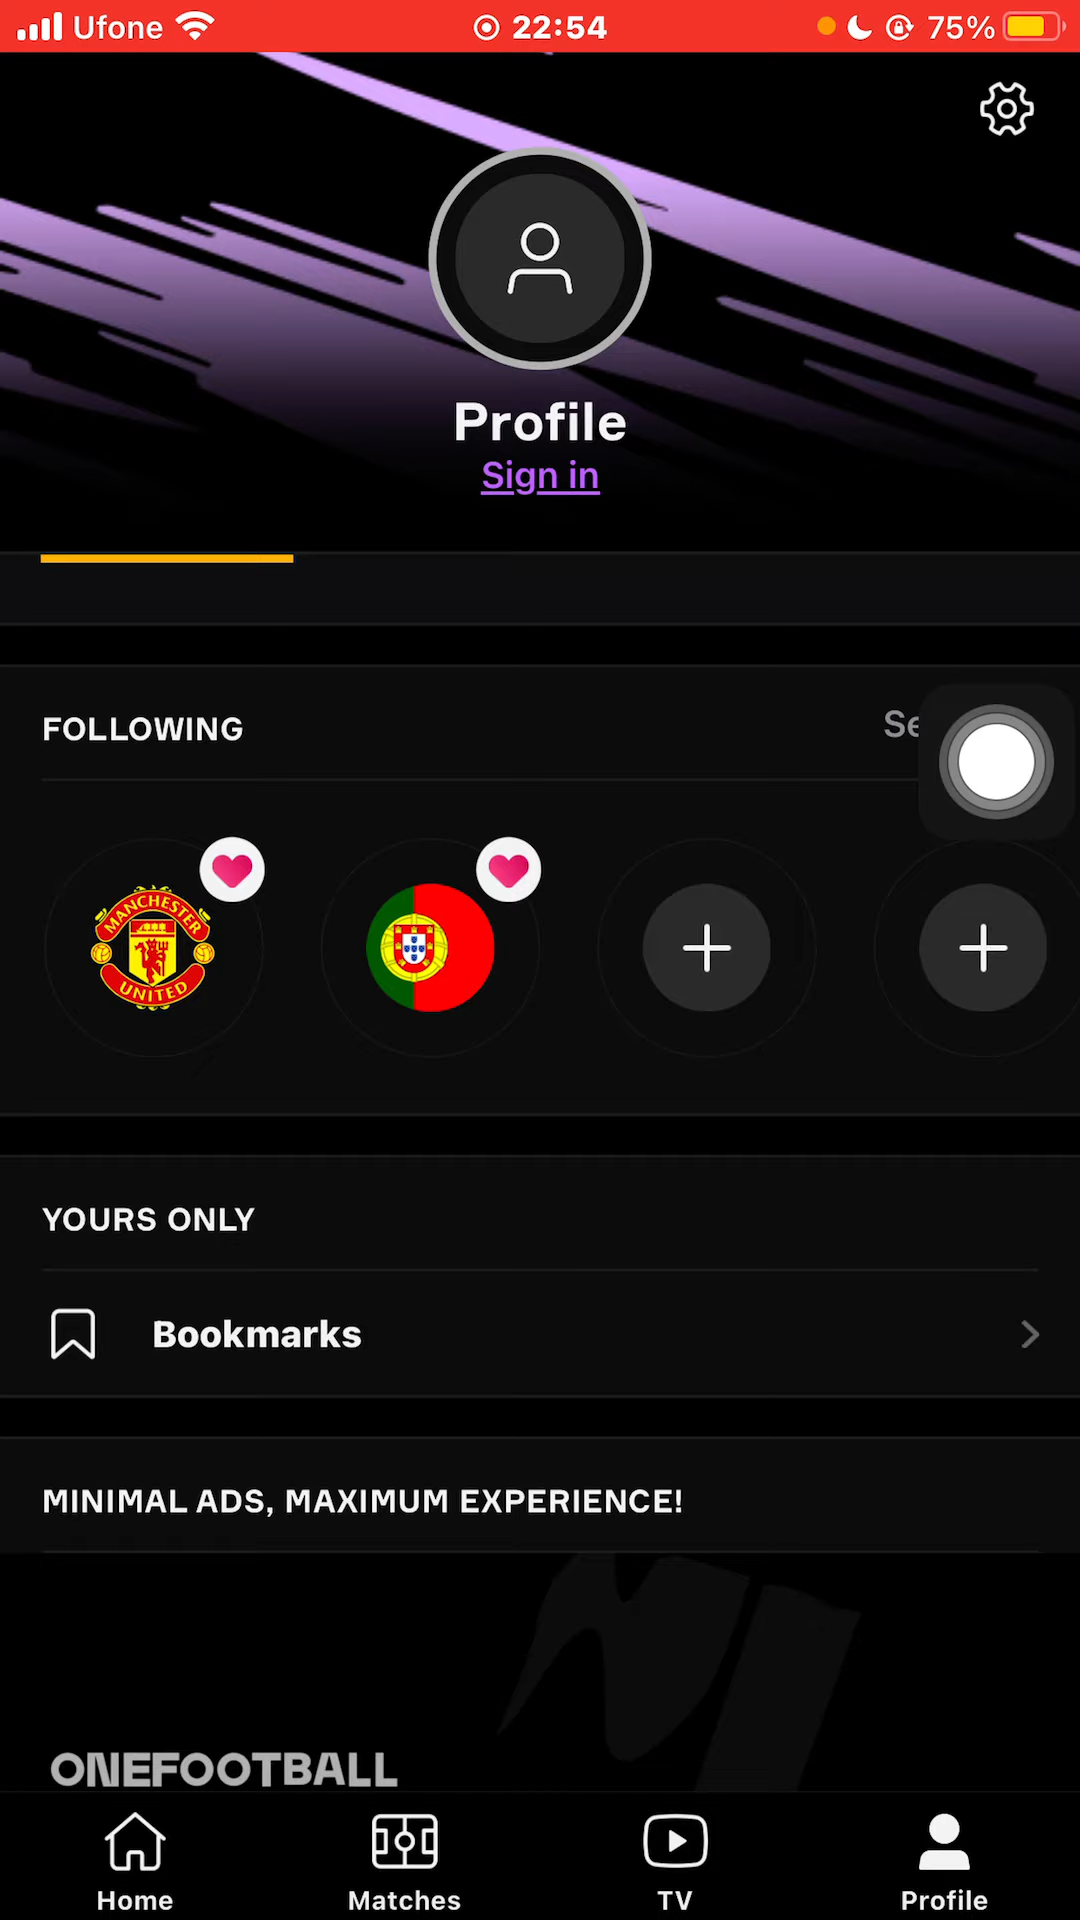 Ufone 22:54 75%
Profile
Sign in
FOLLOWING
MANCHESTER
UNITED
YOURS ONLY
Bookmarks
MINIMAL ADS, MAXIMUM EXPERIENCE!
ONEFOOTBALL
Home Matches TV Profile